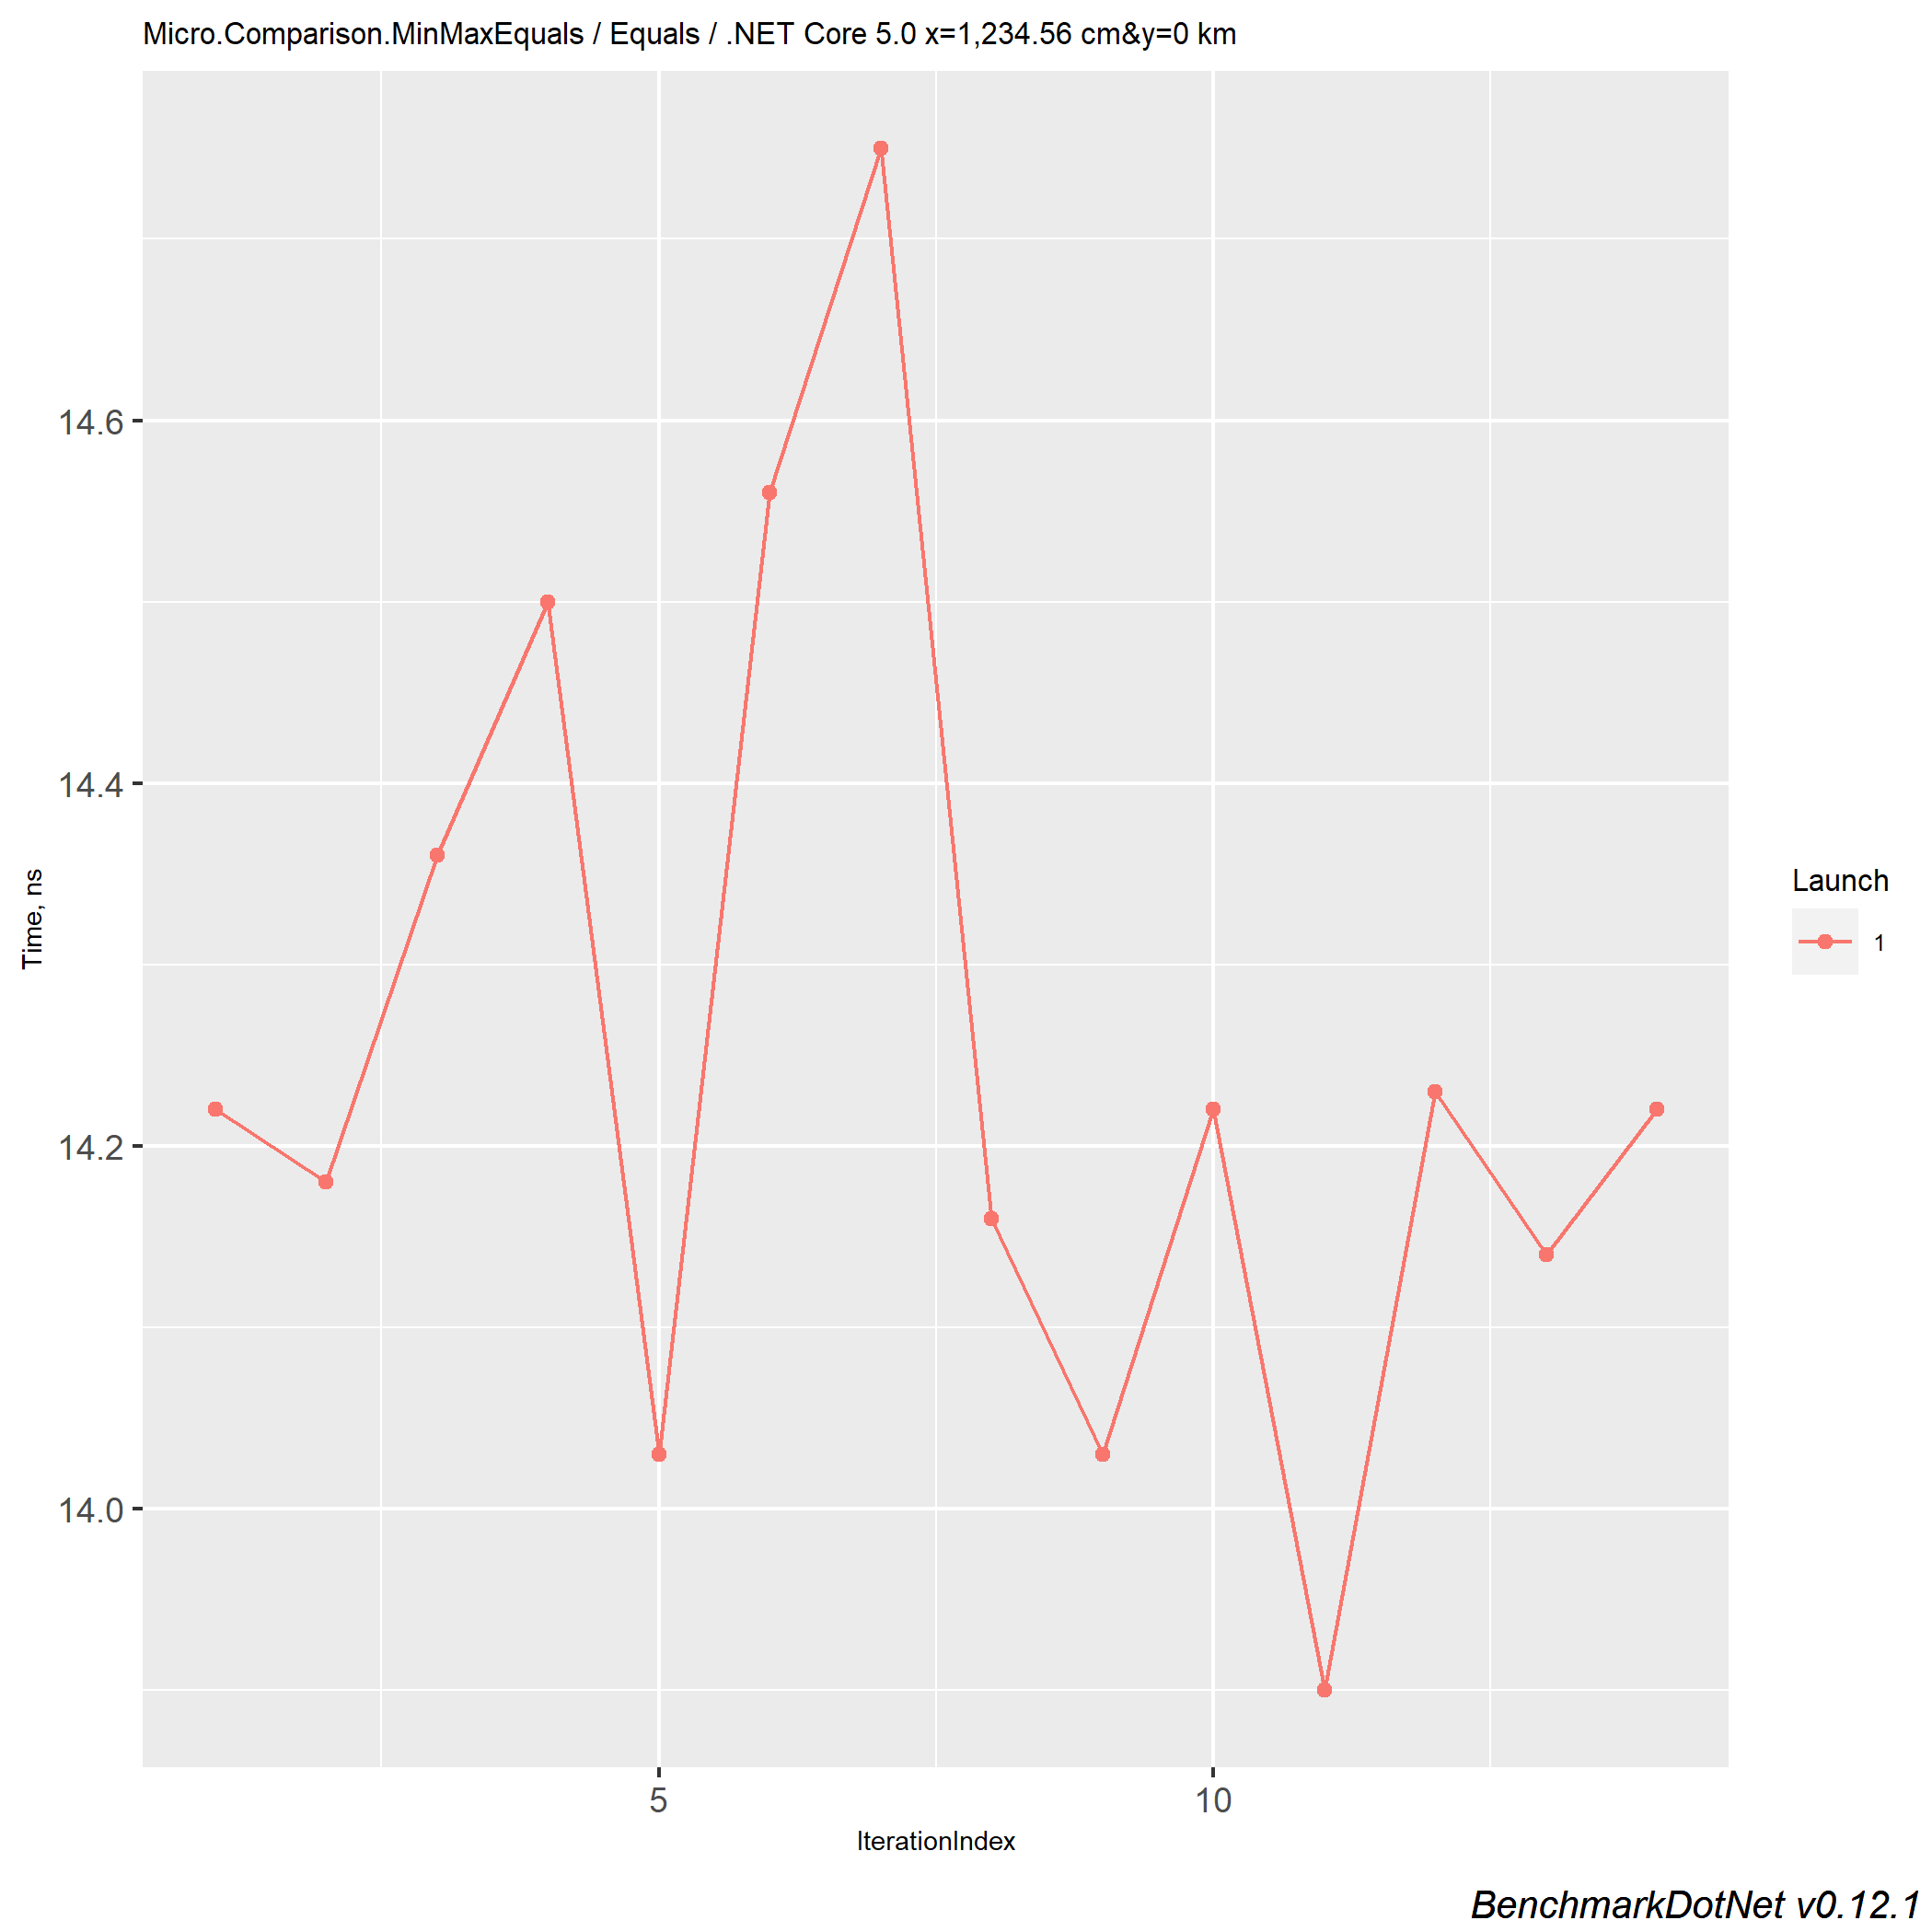 Micro.Comparison.MinMaxEquals / Equals / .NET Core 5.0 x=1,234.56 cm&y=0 km
14.6
14.4
14.2
14.0
Time, ns
5
10
IterationIndex
Launch
1
BenchmarkDotNet v0.12.1